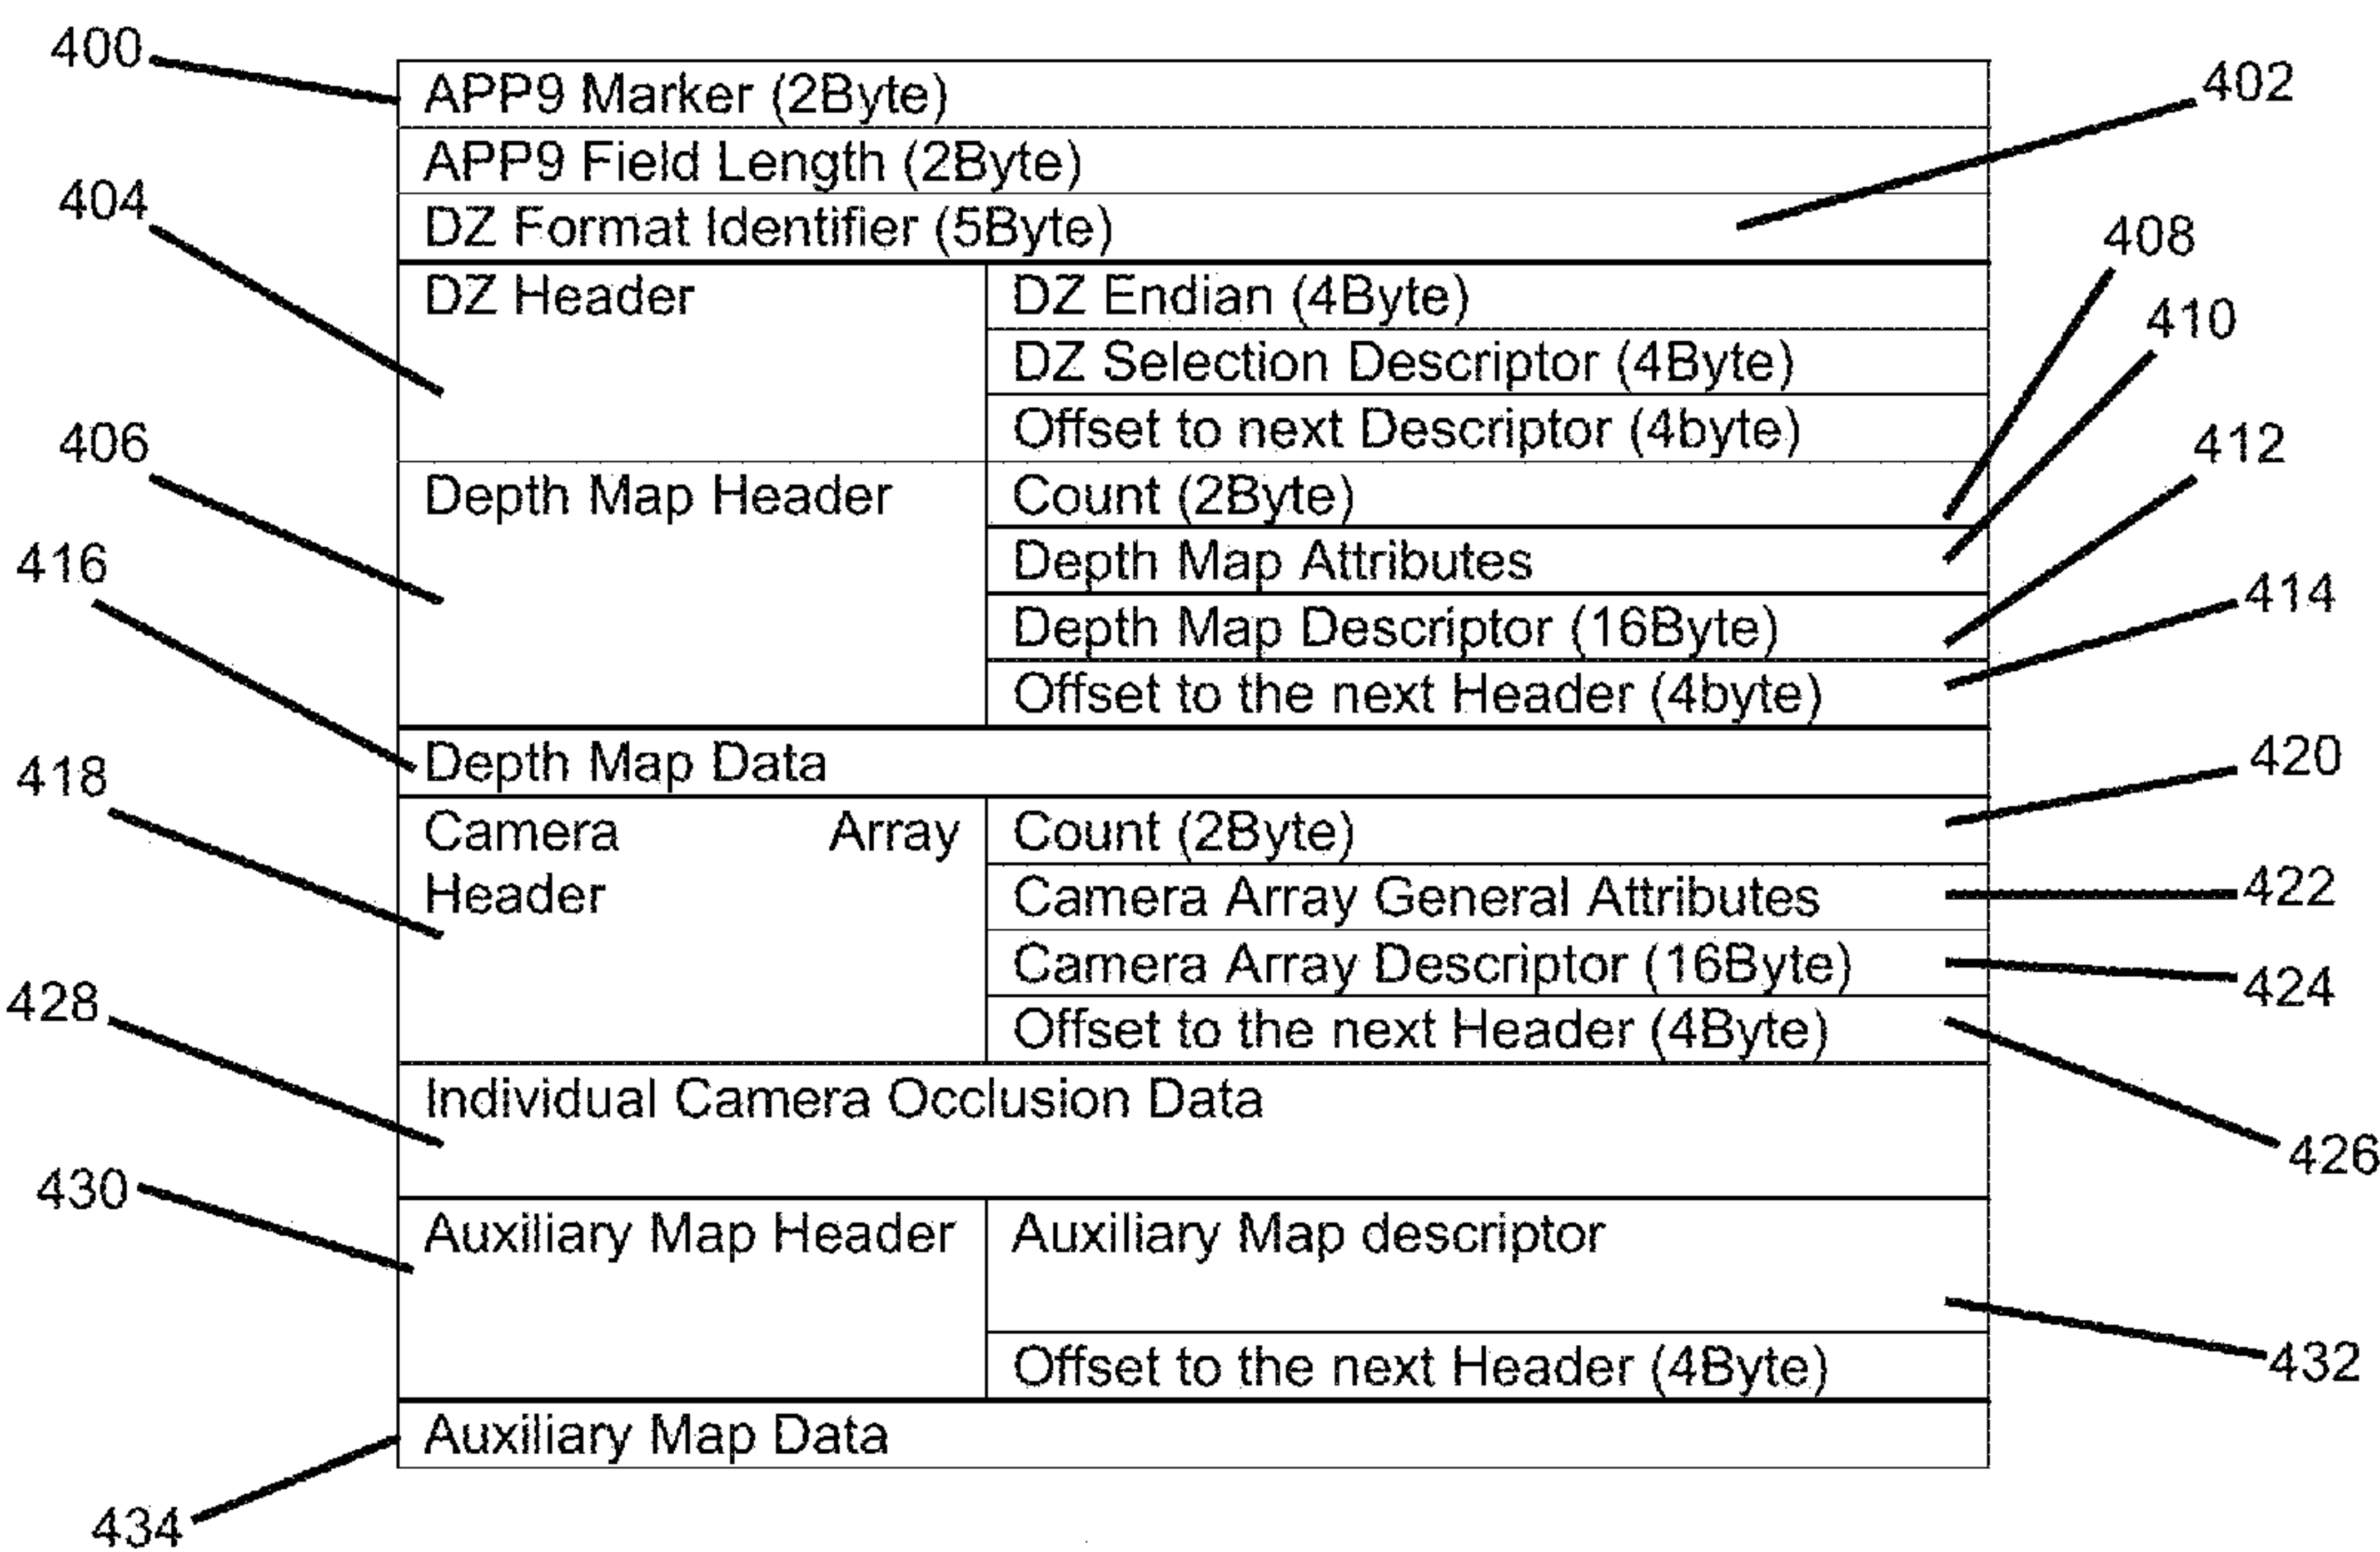 400
APP9 Marker (2Byte)
402
APP9 Field Length (2Byte)
404
DZ Format Identifier (5Byte)
408
DZ Header
DZ Endian (4Byte)
410
DZ Selection Descriptor (4Byte)
Offset to next Descriptor (4byte)
406
412
Depth Map Header
Count (2Byte)
416
Depth Map Attributes
414
Depth Map Descriptor (16Byte)
Offset to the next Header (4byte)
Depth Map Data
420
418
Camera Array
Header
Count (2Byte)
Camera Array General Attributes
422
Camera Array Descriptor (16Byte)
424
428
Offset to the next Header (4Byte)
Individual Camera Occlusion Data
426
430
Auxiliary Map Header
Auxiliary Map descriptor
Offset to the next Header (4Byte)
432
Auxiliary Map Data
434